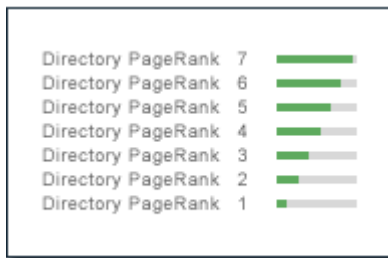 Directory PageRank 7
Directory PageRank 6
Directory PageRank 5
Directory PageRank 4
Directory PageRank 3
Directory PageRank 2
Directory PageRank 1